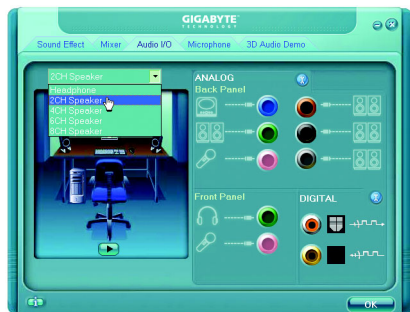 GIGABYTE
TECHNOLOGY
Sound Effect Mixer Audio I/O Microphone 3D Audio Demo
2CH Speaker
Headphone
2CH Speaker
4CH Speaker
6CH Speaker
8CH Speaker
ANALOG
Back Panel
Front Panel
DIGITAL
OK